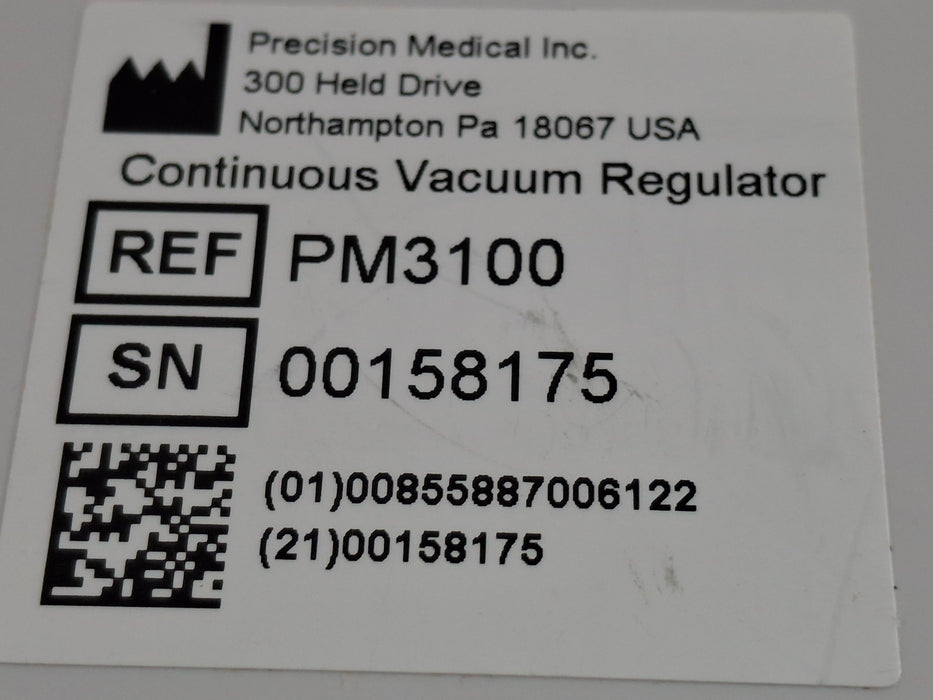 Precision Medical Inc.
300 Held Drive
Northampton Pa 18067 USA
Continuous Vacuum Regulator
REF PM3100
SN 00158175
(01)00855887006122
(21)00158175